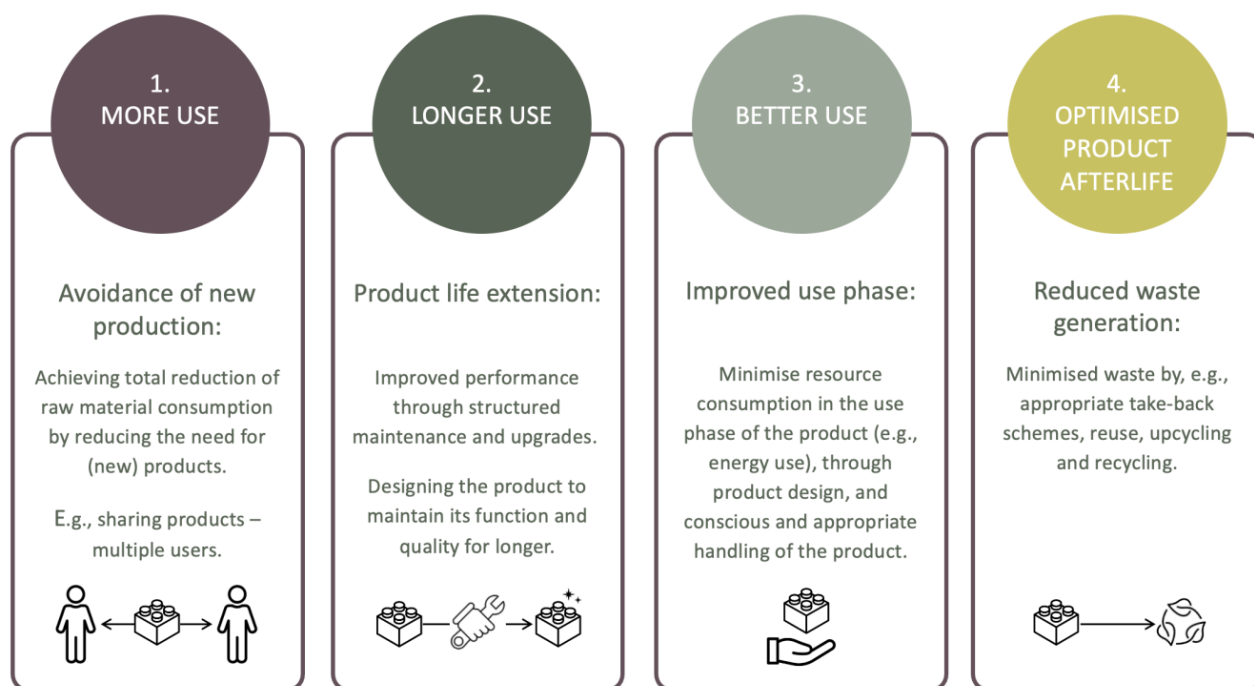 1.
MORE USE
Avoidance of new
production:
Achieving total reduction of
raw material consumption
by reducing the need for
(new) products.
E.g., sharing products –
multiple users.
2.
LONGER USE
Product life extension:
Improved performance
through structured
maintenance and upgrades.
Designing the product to
maintain its function and
quality for longer.
3.
BETTER USE
Improved use phase:
Minimise resource
consumption in the use
phase of the product (e.g.,
energy use), through
product design, and
conscious and appropriate
handling of the product.
4.
OPTIMISED
PRODUCT
AFTERLIFE
Reduced waste
generation:
Minimised waste by, e.g.,
appropriate take-back
schemes, reuse, upcycling
and recycling.